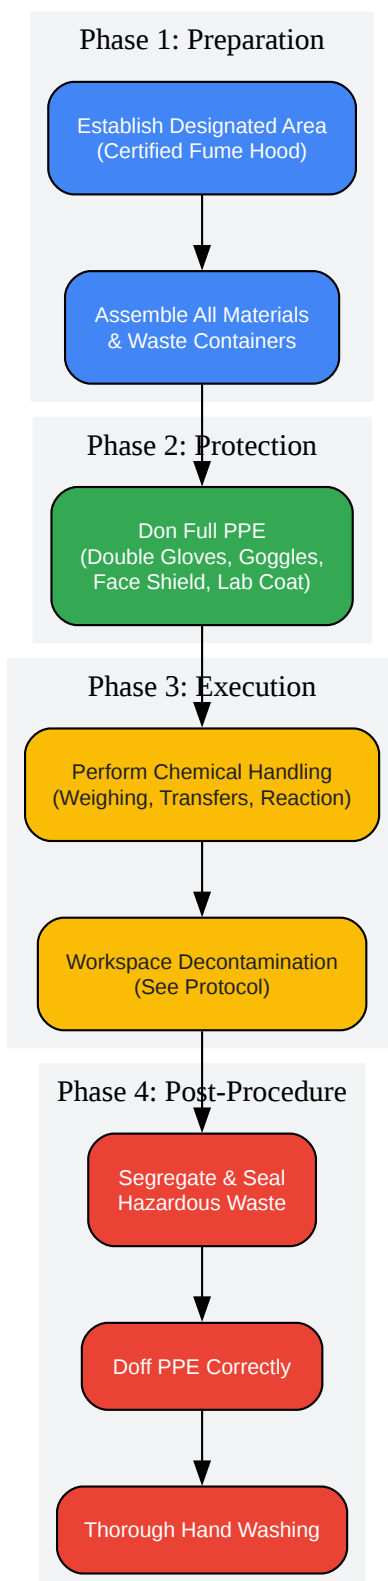 Phase 1: Preparation
Establish Designated Area
(Certified Fume Hood)
Assemble All Materials
& Waste Containers
Phase 2: Protection
Don Full PPE
(Double Gloves, Goggles,
Face Shield, Lab Coat)
Phase 3: Execution
Perform Chemical Handling
(Weighing, Transfers, Reaction)
Workspace Decontamination
(See Protocol)
Phase 4: Post-Procedure
Segregate & Seal
Hazardous Waste
Doff PPE Correctly
Thorough Hand Washing